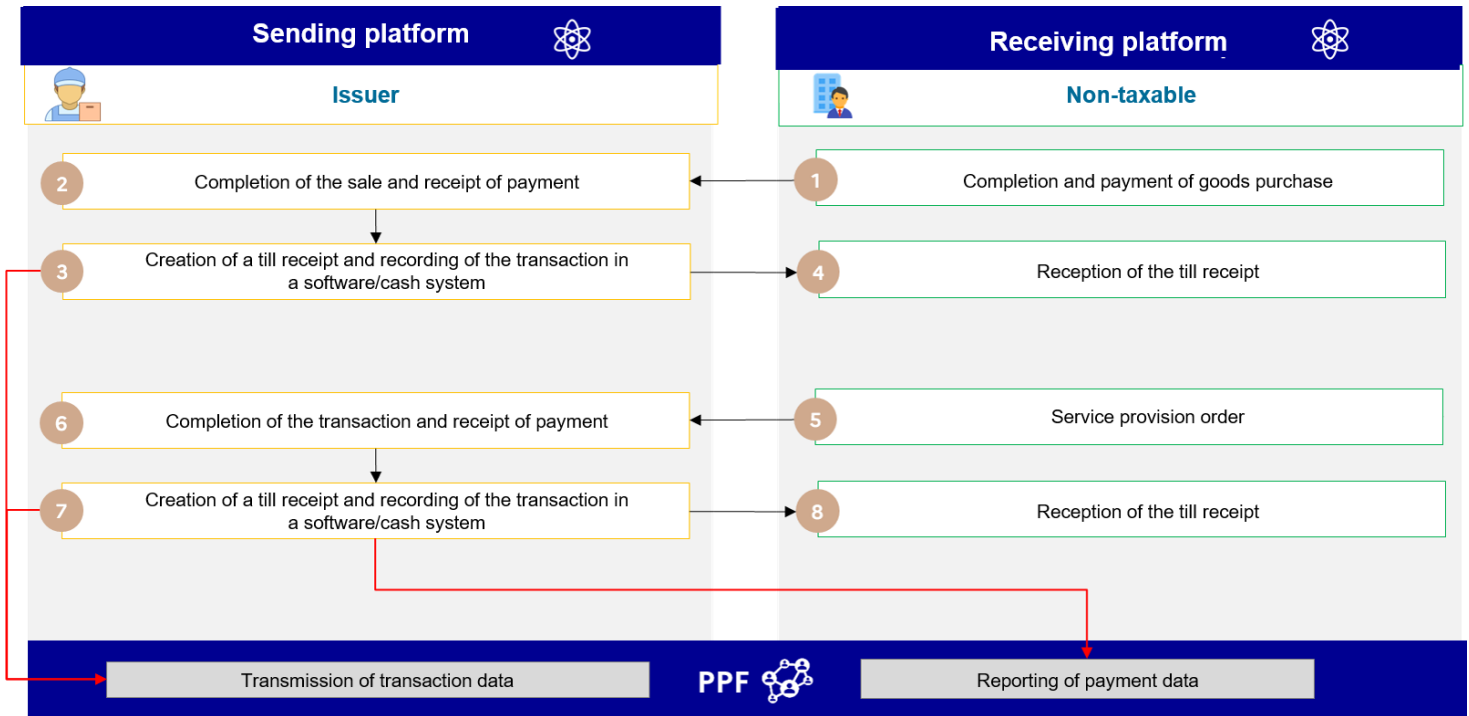 Sending platform
Receiving platform
Issuer
Non-taxable
2
Completion of the sale and receipt of payment
1
Completion and payment of goods purchase
3
Creation of a till receipt and recording of the transaction in
a software/cash system
4
Reception of the till receipt
6
Completion of the transaction and receipt of payment
5
Service provision order
7
Creation of a till receipt and recording of the transaction in
a software/cash system
8
Reception of the till receipt
Transmission of transaction data
PPF
Reporting of payment data